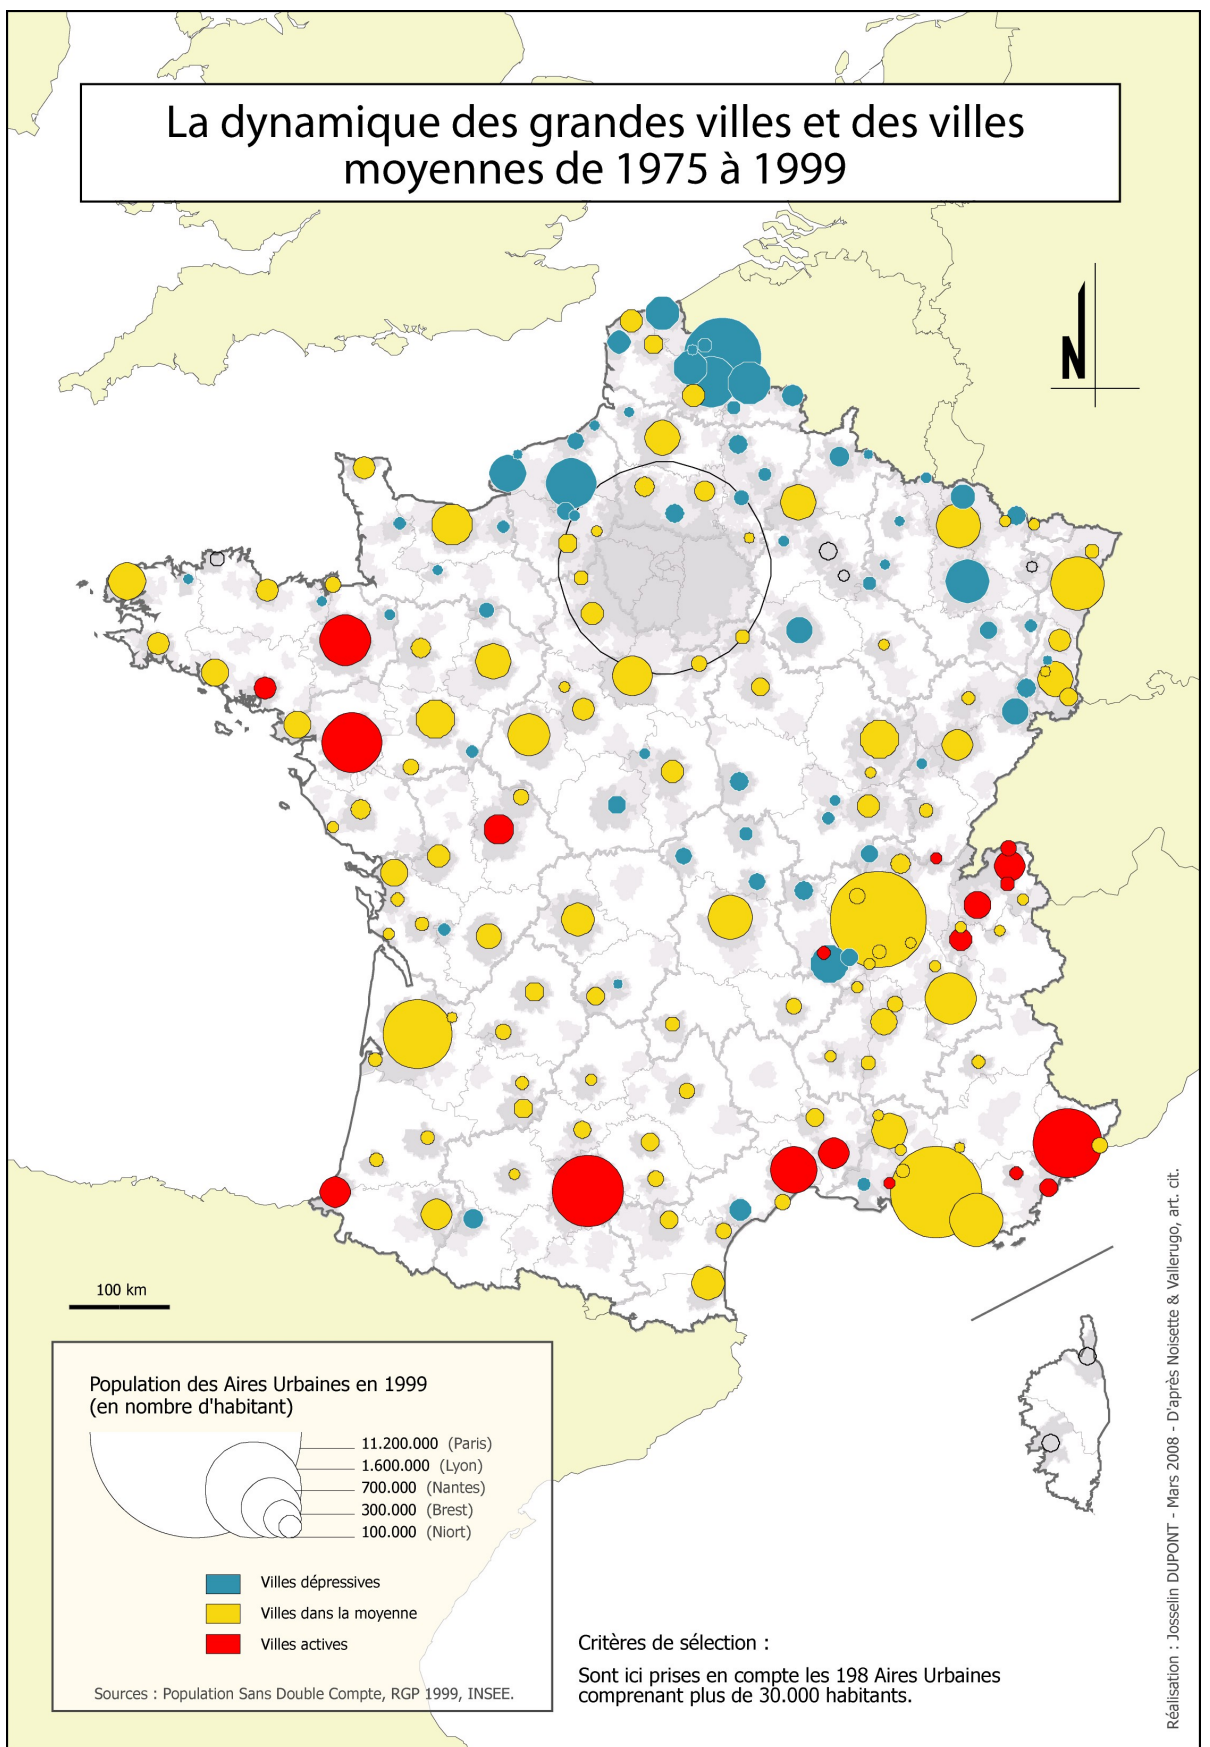 La dynamique des grandes villes et des villes
moyennes de 1975 à 1999
N
100 km
Population des Aires Urbaines en 1999
(en nombre d'habitant)
11.200.000 (Paris)
1.600.000 (Lyon)
700.000 (Nantes)
300.000 (Brest)
100.000 (Niort)
Villes dépressives
Villes dans la moyenne
Villes actives
Sources : Population Sans Double Compte, RGP 1999, INSEE.
Critères de sélection :
Sont ici prises en compte les 198 Aires Urbaines
comprenant plus de 30.000 habitants.
Réalisation : Josselin DUPONT - Mars 2008 - D'après Noisette & Vallerugo, art. cit.